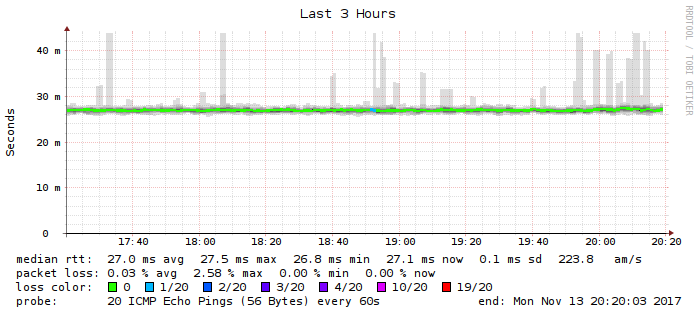 Last 3 Hours
RRDTOOL / TOBI OETIKER
Seconds
40 m
30 m
20 m
10 m
0
17:40 18:00 18:20 18:40 19:00 19:20 19:40 20:00 20:20
median rtt: 27.0 ms avg 27.5 ms max 26.8 ms min 27.1 ms now 0.1 ms sd 223.8 am/s
packet loss: 0.03 % avg 2.58 % max 0.00 % min 0.00 % now
loss color: 0 1/20 2/20 3/20 4/20 10/20 19/20
probe: 20 ICMP Echo Pings (56 Bytes) every 60s end: Mon Nov 13 20:20:03 2017